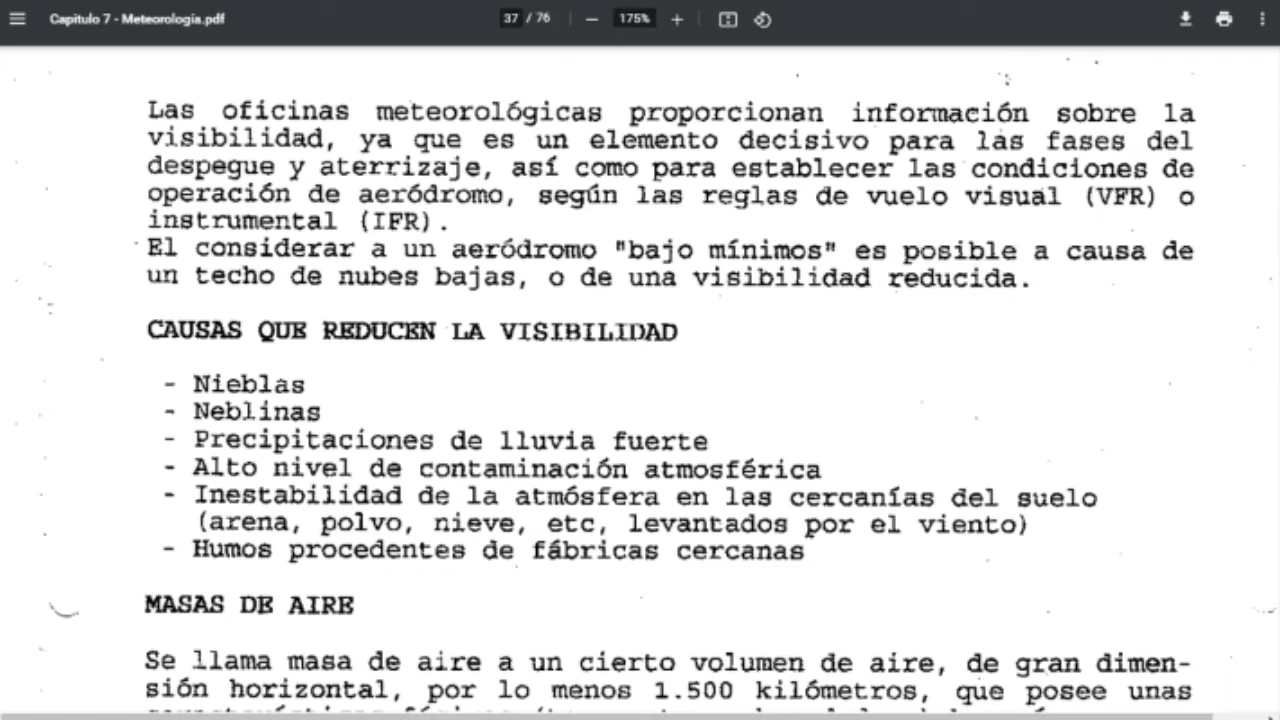 Capitulo 7 - Meteorologia.pdf
37 / 76
175%
Las oficinas meteorológicas proporcionan información sobre la
visibilidad, ya que es un elemento decisivo para las fases del
despegue y aterrizaje, así como para establecer las condiciones de
operación de aeródromo, según las reglas de vuelo visual (VFR) o
instrumental (IFR).
El considerar a un aeródromo "bajo mínimos" es posible a causa de
un techo de nubes bajas, o de una visibilidad reducida.
CAUSAS QUE REDUCEN LA VISIBILIDAD
- Nieblas
- Neblinas
- Precipitaciones de lluvia fuerte
- Alto nivel de contaminación atmosférica
- Inestabilidad de la atmósfera en las cercanías del suelo
(arena, polvo, nieve, etc, levantados por el viento)
- Humos procedentes de fábricas cercanas
MASAS DE AIRE
Se llama masa de aire a un cierto volumen de aire, de gran dimen-
sión horizontal, por lo menos 1.500 kilómetros, que posee unas